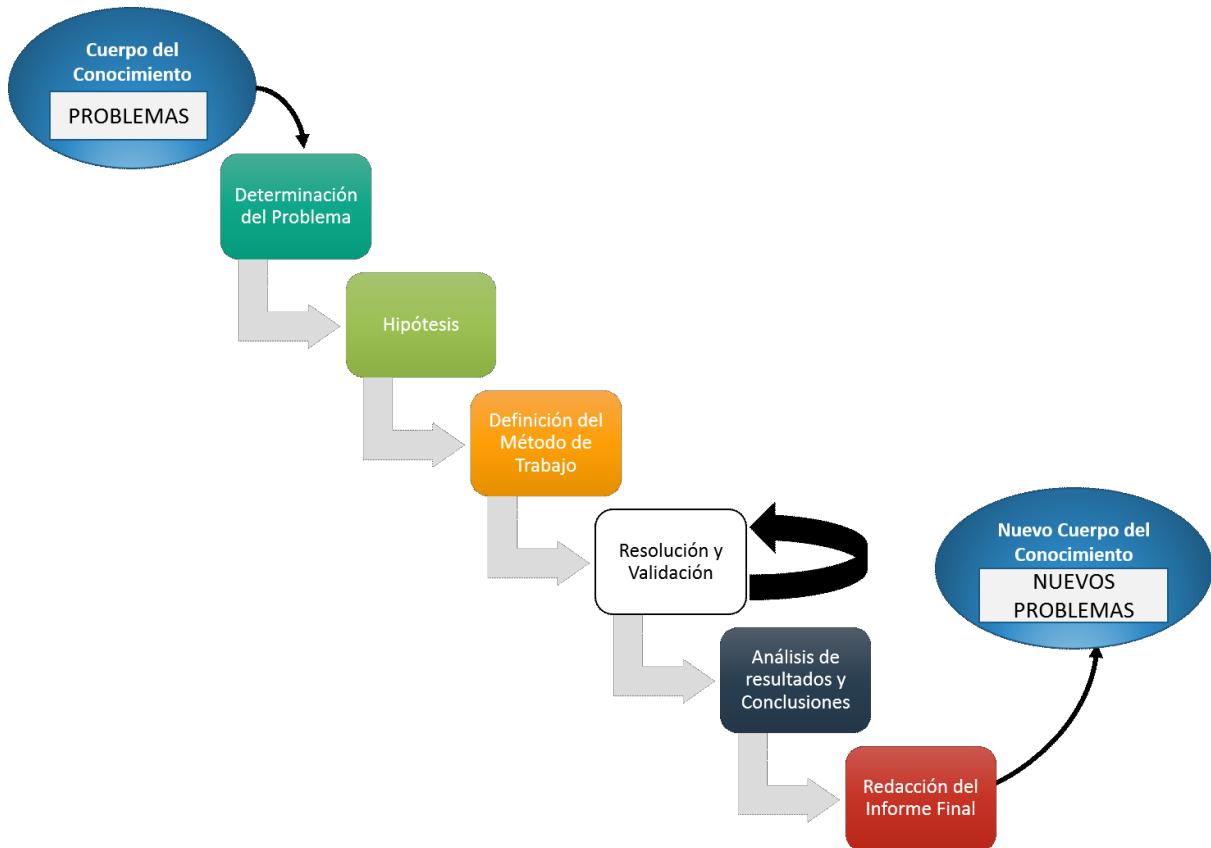 Cuerpo del
Conocimiento
PROBLEMAS
Determinación
del Problema
Hipótesis
Definición del
Método de
Trabajo
Resolución y
Validación
Nuevo Cuerpo del
Conocimiento
NUEVOS
PROBLEMAS
Análisis de
resultados y
Conclusiones
Redacción del
Informe Final